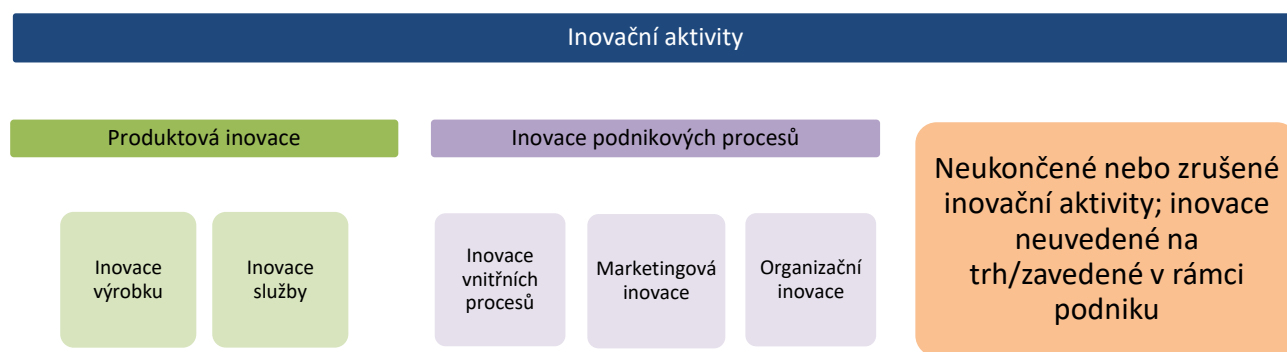 Inovační aktivity
Produktová inovace
Inovace podnikových procesů
Inovace
výrobku
Inovace
služby
Inovace
vnitřních
procesů
Marketingová
inovace
Organizační
inovace
Neukončené nebo zrušené
inovační aktivity; inovace
neuvedené na
trh/zavedené v rámci
podniku